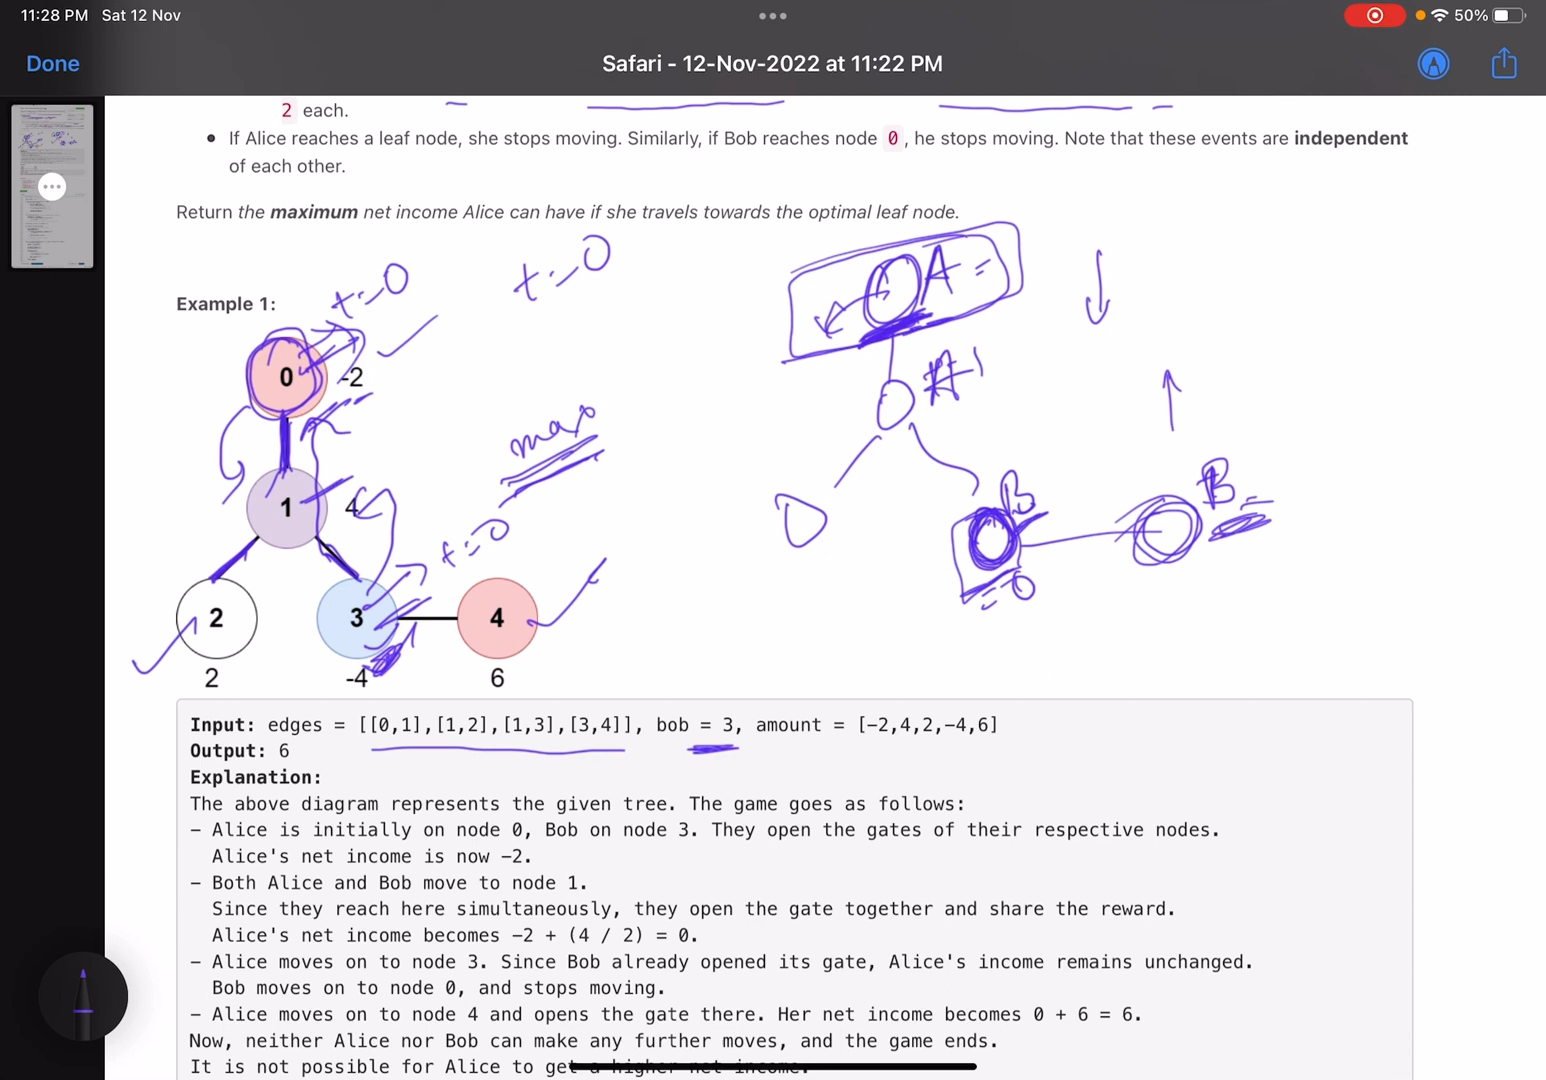 11:28 PM Sat 12 Nov
50%
Done
Safari - 12-Nov-2022 at 11:22 PM
2 each.
• If Alice reaches a leaf node, she stops moving. Similarly, if Bob reaches node 0 , he stops moving. Note that these events are independent
of each other.
Return the maximum net income Alice can have if she travels towards the optimal leaf node.
t=0
t=0
A=
Example 1:
0
-2
max
1
4
t=0
B
B
=0
2
3
4
2
-4
6
Input: edges = [[0,1],[1,2],[1,3],[3,4]], bob = 3, amount = [-2,4,2,-4,6]
Output: 6
Explanation:
The above diagram represents the given tree. The game goes as follows:
- Alice is initially on node 0, Bob on node 3. They open the gates of their respective nodes.
Alice's net income is now -2.
- Both Alice and Bob move to node 1.
Since they reach here simultaneously, they open the gate together and share the reward.
Alice's net income becomes -2 + (4 / 2) = 0.
- Alice moves on to node 3. Since Bob already opened its gate, Alice's income remains unchanged.
Bob moves on to node 0, and stops moving.
- Alice moves on to node 4 and opens the gate there. Her net income becomes 0 + 6 = 6.
Now, neither Alice nor Bob can make any further moves, and the game ends.
It is not possible for Alice to get a higher net income.